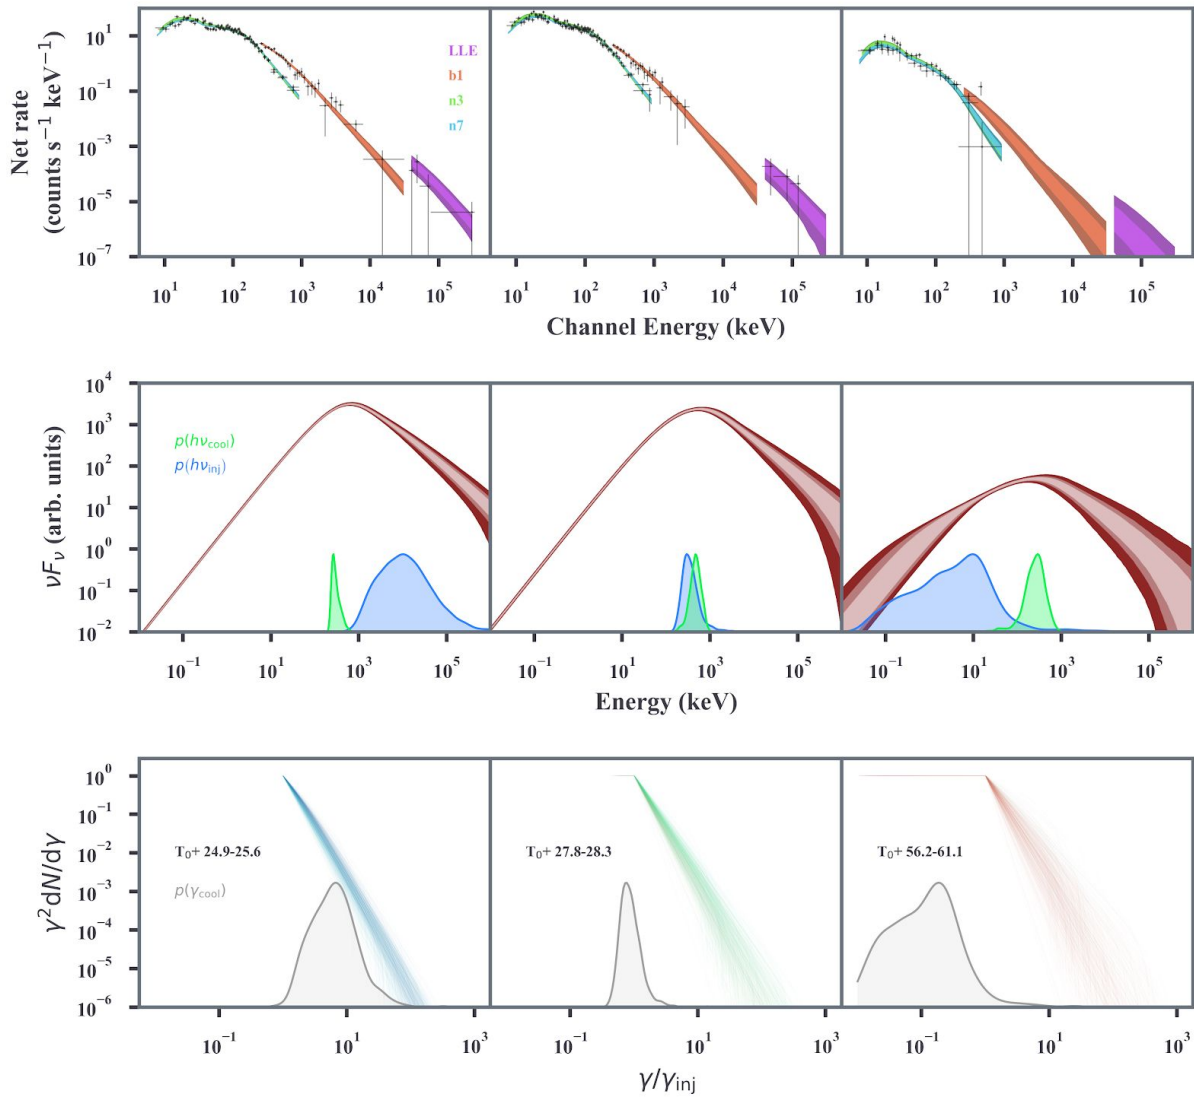 Net rate
(counts s⁻¹ keV⁻¹)
10¹
10⁻¹
10⁻³
10⁻⁵
10⁻⁷
LLE
b1
n3
n7
10¹ 10² 10³ 10⁴ 10⁵ 10¹ 10² 10³ 10⁴ 10⁵ 10¹ 10² 10³ 10⁴ 10⁵
Channel Energy (keV)
νFν (arb. units)
10⁴
10³
10²
10¹
10⁰
10⁻¹
10⁻²
p(hν_cool)
p(hν_inj)
10⁻¹ 10¹ 10³ 10⁵ 10⁻¹ 10¹ 10³ 10⁵ 10⁻¹ 10¹ 10³ 10⁵
Energy (keV)
γ²dN/dγ
10⁰
10⁻¹
10⁻²
10⁻³
10⁻⁴
10⁻⁵
10⁻⁶
T₀+ 24.9-25.6 T₀+ 27.8-28.3 T₀+ 56.2-61.1
p(γ_cool)
10⁻¹ 10¹ 10³ 10⁻¹ 10¹ 10³ 10⁻¹ 10¹ 10³
γ/γ_inj